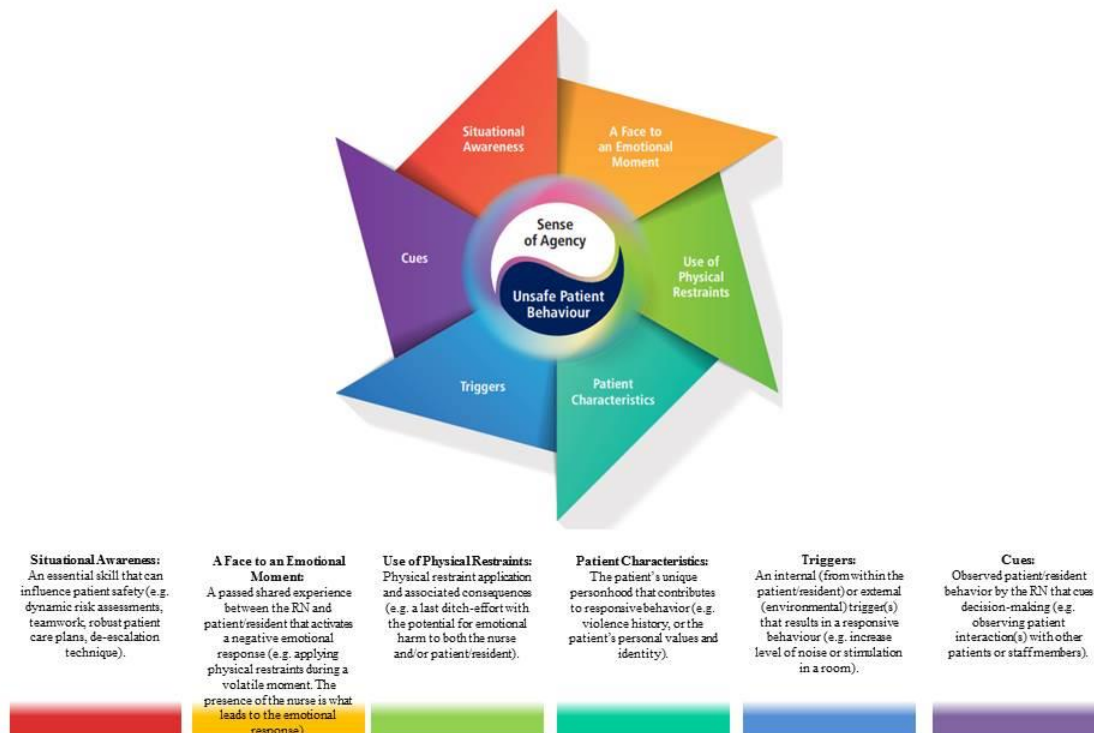 Situational
Awareness
A Face to
an Emotional
Moment
Sense
of Agency
Cues
Use of
Physical
Restraints
Unsafe Patient
Behaviour
Triggers
Patient
Characteristics
Situational Awareness:
An essential skill that can
influence patient safety (e.g.
dynamic risk assessments,
teamwork, robust patient
care plans, de-escalation
technique).
A Face to an Emotional
Moment:
A passed shared experience
between the RN and
patient/resident that activates
a negative emotional
response (e.g. applying
physical restraints during a
volatile moment. The
presence of the nurse is what
leads to the emotional
response)
Use of Physical Restraints:
Physical restraint application
and associated consequences
(e.g. a last ditch-effort with
the potential for emotional
harm to both the nurse
and/or patient/resident).
Patient Characteristics:
The patient's unique
personhood that contributes
to responsive behavior (e.g.
violence history, or the
patient's personal values and
identity).
Triggers:
An internal (from within the
patient/resident) or external
(environmental) trigger(s)
that results in a responsive
behaviour (e.g. increase
level of noise or stimulation
in a room).
Cues:
Observed patient/resident
behavior by the RN that cues
decision-making (e.g.
observing patient
interaction(s) with other
patients or staff members).